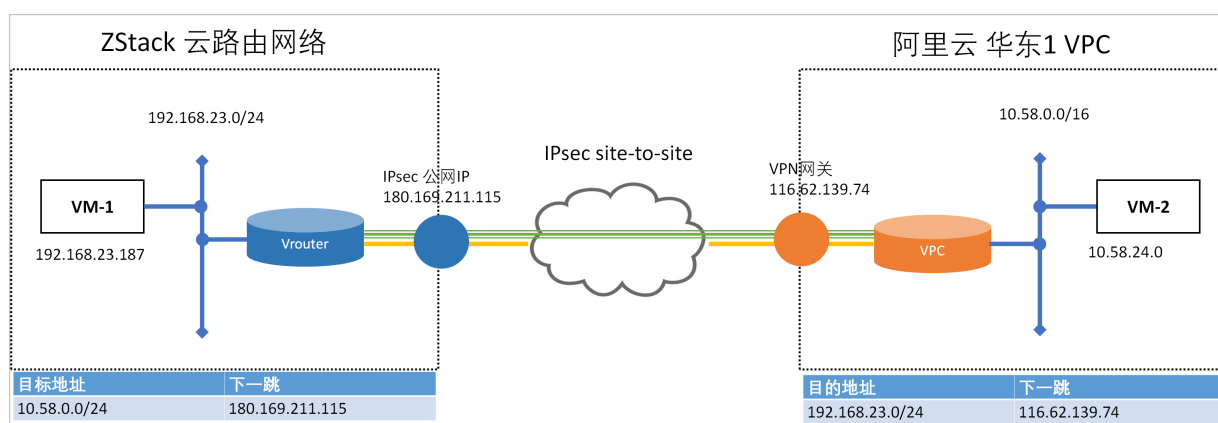 ZStack 云路由网络
阿里云 华东1 VPC
192.168.23.0/24
10.58.0.0/16
IPsec site-to-site
IPsec 公网IP
180.169.211.115
VPN网关
116.62.139.74
VM-1
VM-2
192.168.23.187
Vrouter
VPC
10.58.24.0
目标地址 下一跳
10.58.0.0/24 180.169.211.115
目的地址 下一跳
192.168.23.0/24 116.62.139.74